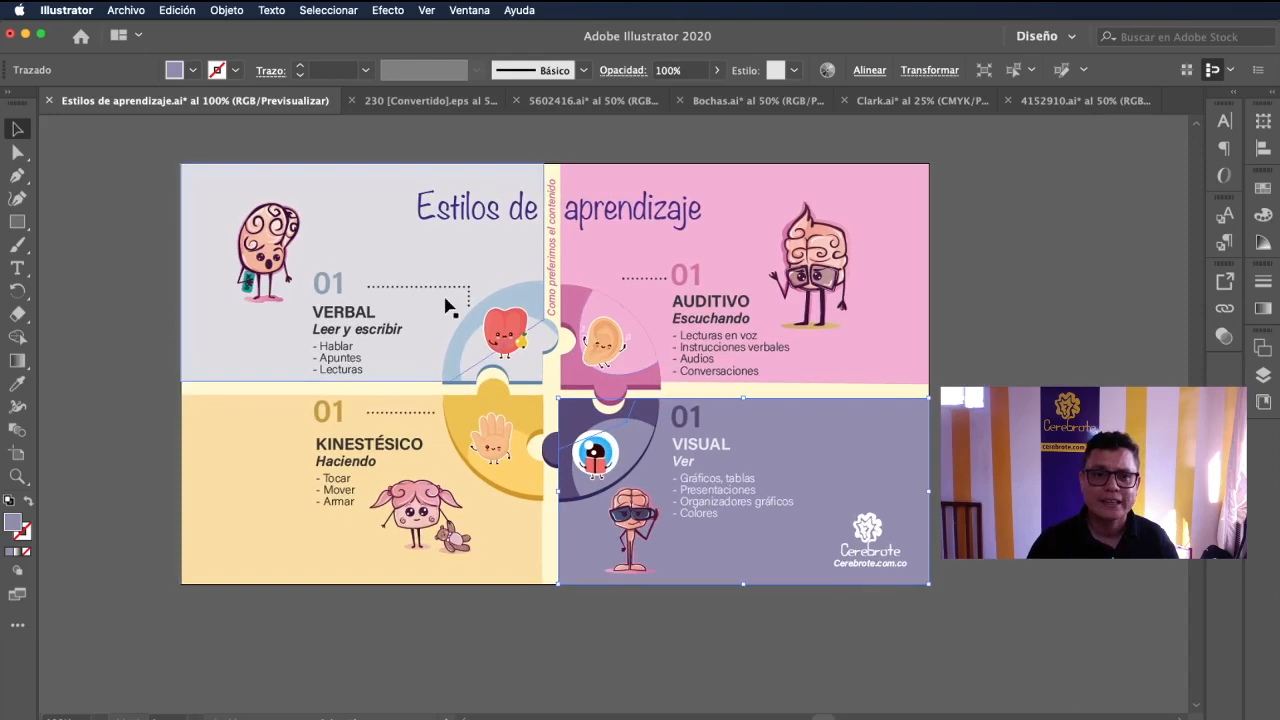 Illustrator Archivo Edición Objeto Texto Seleccionar Efecto Ver Ventana Ayuda
Adobe Illustrator 2020
Diseño
Buscar en Adobe Stock
Trazado
Trazo:
Básico
Opacidad:
100%
Estilo:
Alinear
Transformar
Estilos de aprendizaje.ai* al 100% (RGB/Previsualizar)
230 [Convertido].eps al 5...
5602416.ai* al 50% (RGB...
Bochas.ai* al 50% (RGB/P...
Clark.ai* al 25% (CMYK/P...
4152910.ai* al 50% (RGB...
Estilos de aprendizaje
Como preferimos el contenido
01
VERBAL
Leer y escribir
- Hablar
- Apuntes
- Lecturas
01
AUDITIVO
Escuchando
- Lecturas en voz
- Instrucciones verbales
- Audios
- Conversaciones
01
KINESTÉSICO
Haciendo
- Tocar
- Mover
- Armar
01
VISUAL
Ver
- Gráficos, tablas
- Presentaciones
- Organizadores gráficos
- Colores
Cerebrote
Cerebrote.com.co
Cerebrote